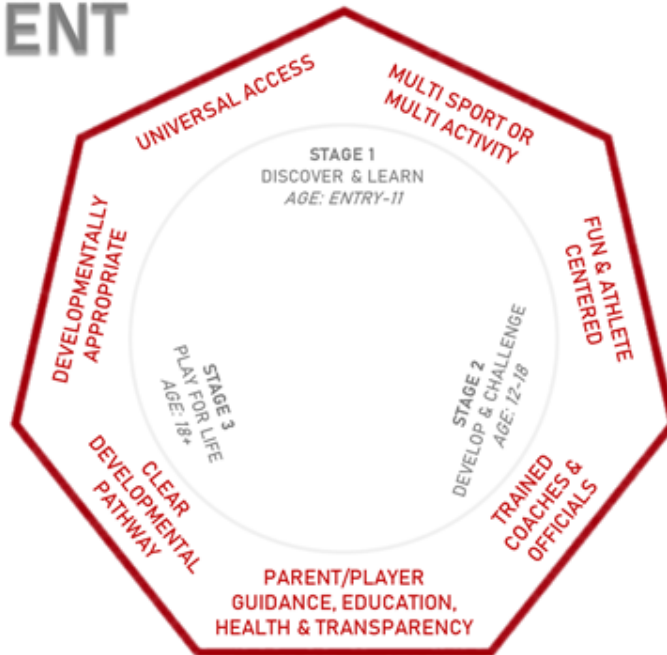 ENT
UNIVERSAL ACCESS
MULTI SPORT OR
MULTI ACTIVITY
STAGE 1
DISCOVER & LEARN
AGE: ENTRY-11
DEVELOPMENTALLY
APPROPRIATE
FUN & ATHLETE
CENTERED
STAGE 3
PLAY FOR LIFE
AGE: 18+
STAGE 2
DEVELOP & CHALLENGE
AGE: 12-18
CLEAR
DEVELOPMENTAL
PATHWAY
TRAINED
COACHES &
OFFICIALS
PARENT/PLAYER
GUIDANCE, EDUCATION,
HEALTH & TRANSPARENCY